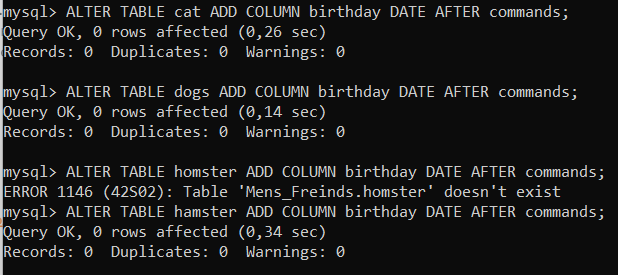 mysql> ALTER TABLE cat ADD COLUMN birthday DATE AFTER commands;
Query OK, 0 rows affected (0,26 sec)
Records: 0  Duplicates: 0  Warnings: 0
mysql> ALTER TABLE dogs ADD COLUMN birthday DATE AFTER commands;
Query OK, 0 rows affected (0,14 sec)
Records: 0  Duplicates: 0  Warnings: 0
mysql> ALTER TABLE homster ADD COLUMN birthday DATE AFTER commands;
ERROR 1146 (42S02): Table 'Mens_Freinds.homster' doesn't exist
mysql> ALTER TABLE hamster ADD COLUMN birthday DATE AFTER commands;
Query OK, 0 rows affected (0,34 sec)
Records: 0  Duplicates: 0  Warnings: 0